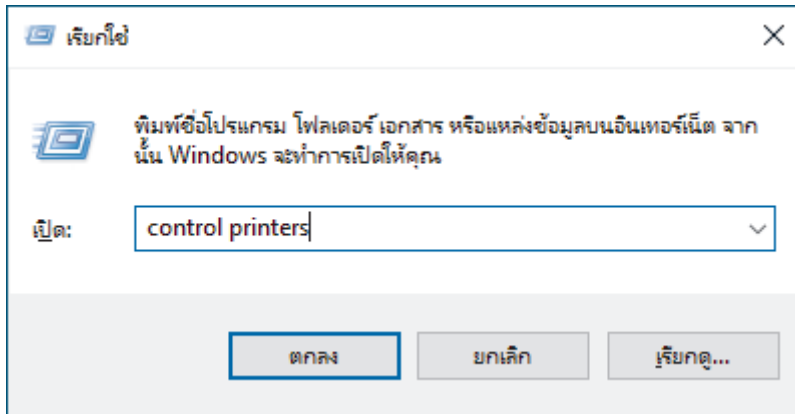 เรียกใช้
พิมพ์ชื่อโปรแกรม โฟลเดอร์ เอกสาร หรือแหล่งข้อมูลบนอินเทอร์เน็ต จาก
นั้น Windows จะทำการเปิดให้คุณ
เปิด: control printers
ตกลง ยกเลิก เรียกดู...